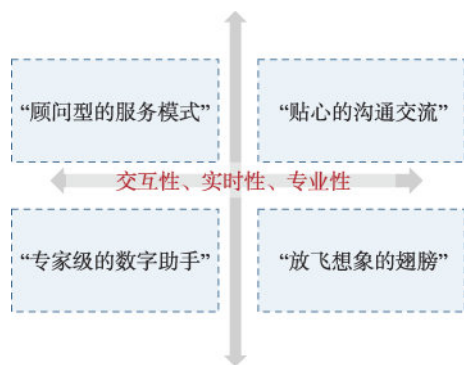 “顾问型的服务模式”
“贴心的沟通交流”
交互性、实时性、专业性
“专家级的数字助手”
“放飞想象的翅膀”